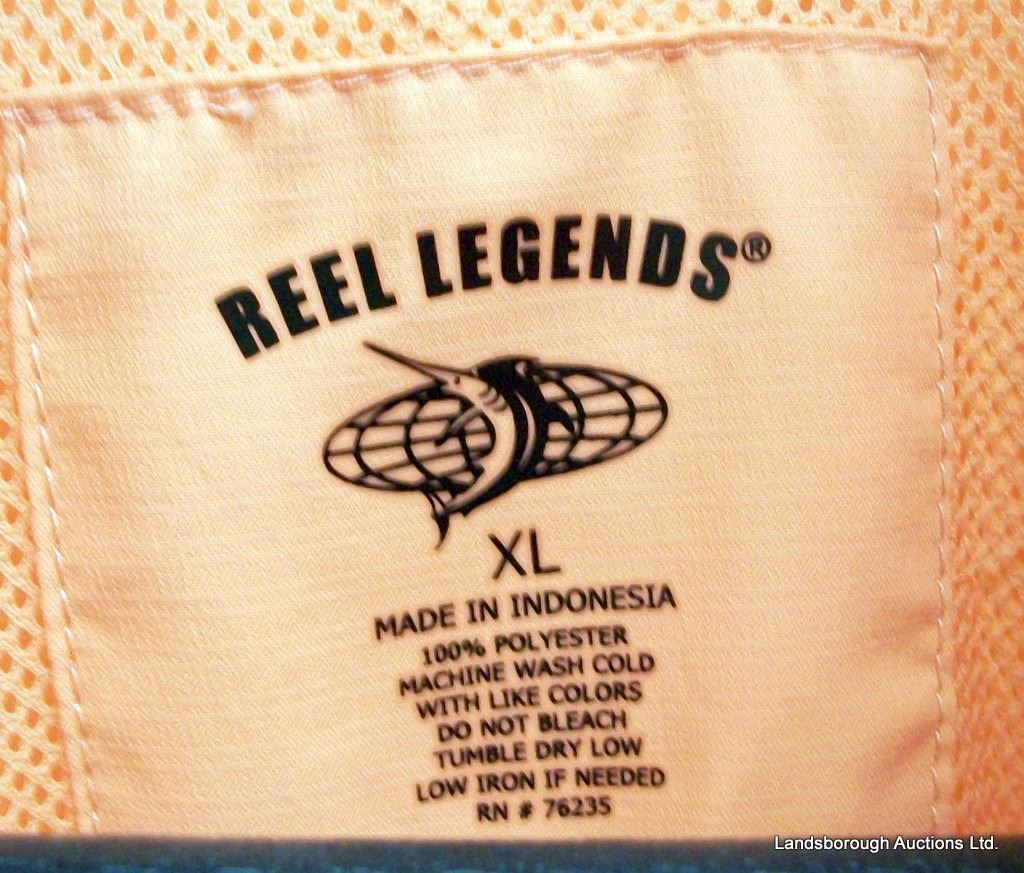 REEL LEGENDS®
XL
MADE IN INDONESIA
100% POLYESTER
MACHINE WASH COLD
WITH LIKE COLORS
DO NOT BLEACH
TUMBLE DRY LOW
LOW IRON IF NEEDED
RN # 76235
Landsborough Auctions Ltd.